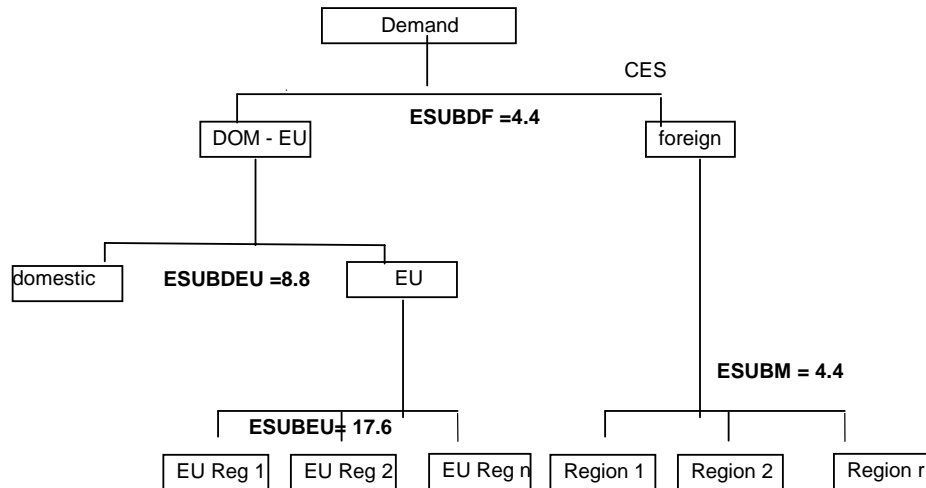 Demand
CES
ESUBDF =4.4
DOM - EU
foreign
domestic
ESUBDEU =8.8
EU
ESUBM = 4.4
ESUBEU= 17.6
EU Reg 1
EU Reg 2
EU Reg n
Region 1
Region 2
Region r